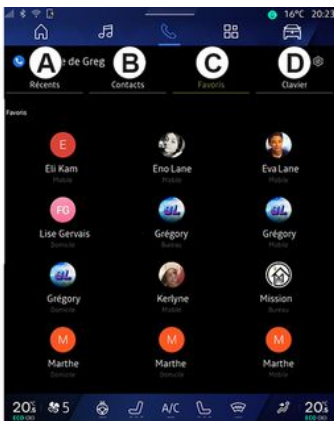 16°C 20:23
A B C D
de Greg
Récents Contacts Favoris Clavier
Favoris
E
Eli Kam Eno Lane Eva Lane
Mobile Mobile Mobile
FG
Lise Gervais Grégory Grégory
Domicile Bureau Mobile
Grégory Kerlyne Mission
Domicile Mobile Bureau
M M M
Marthe Marthe Marthe
Domicile Mobile Mobile
20.5 5 A/C 20.5
ECO ECO